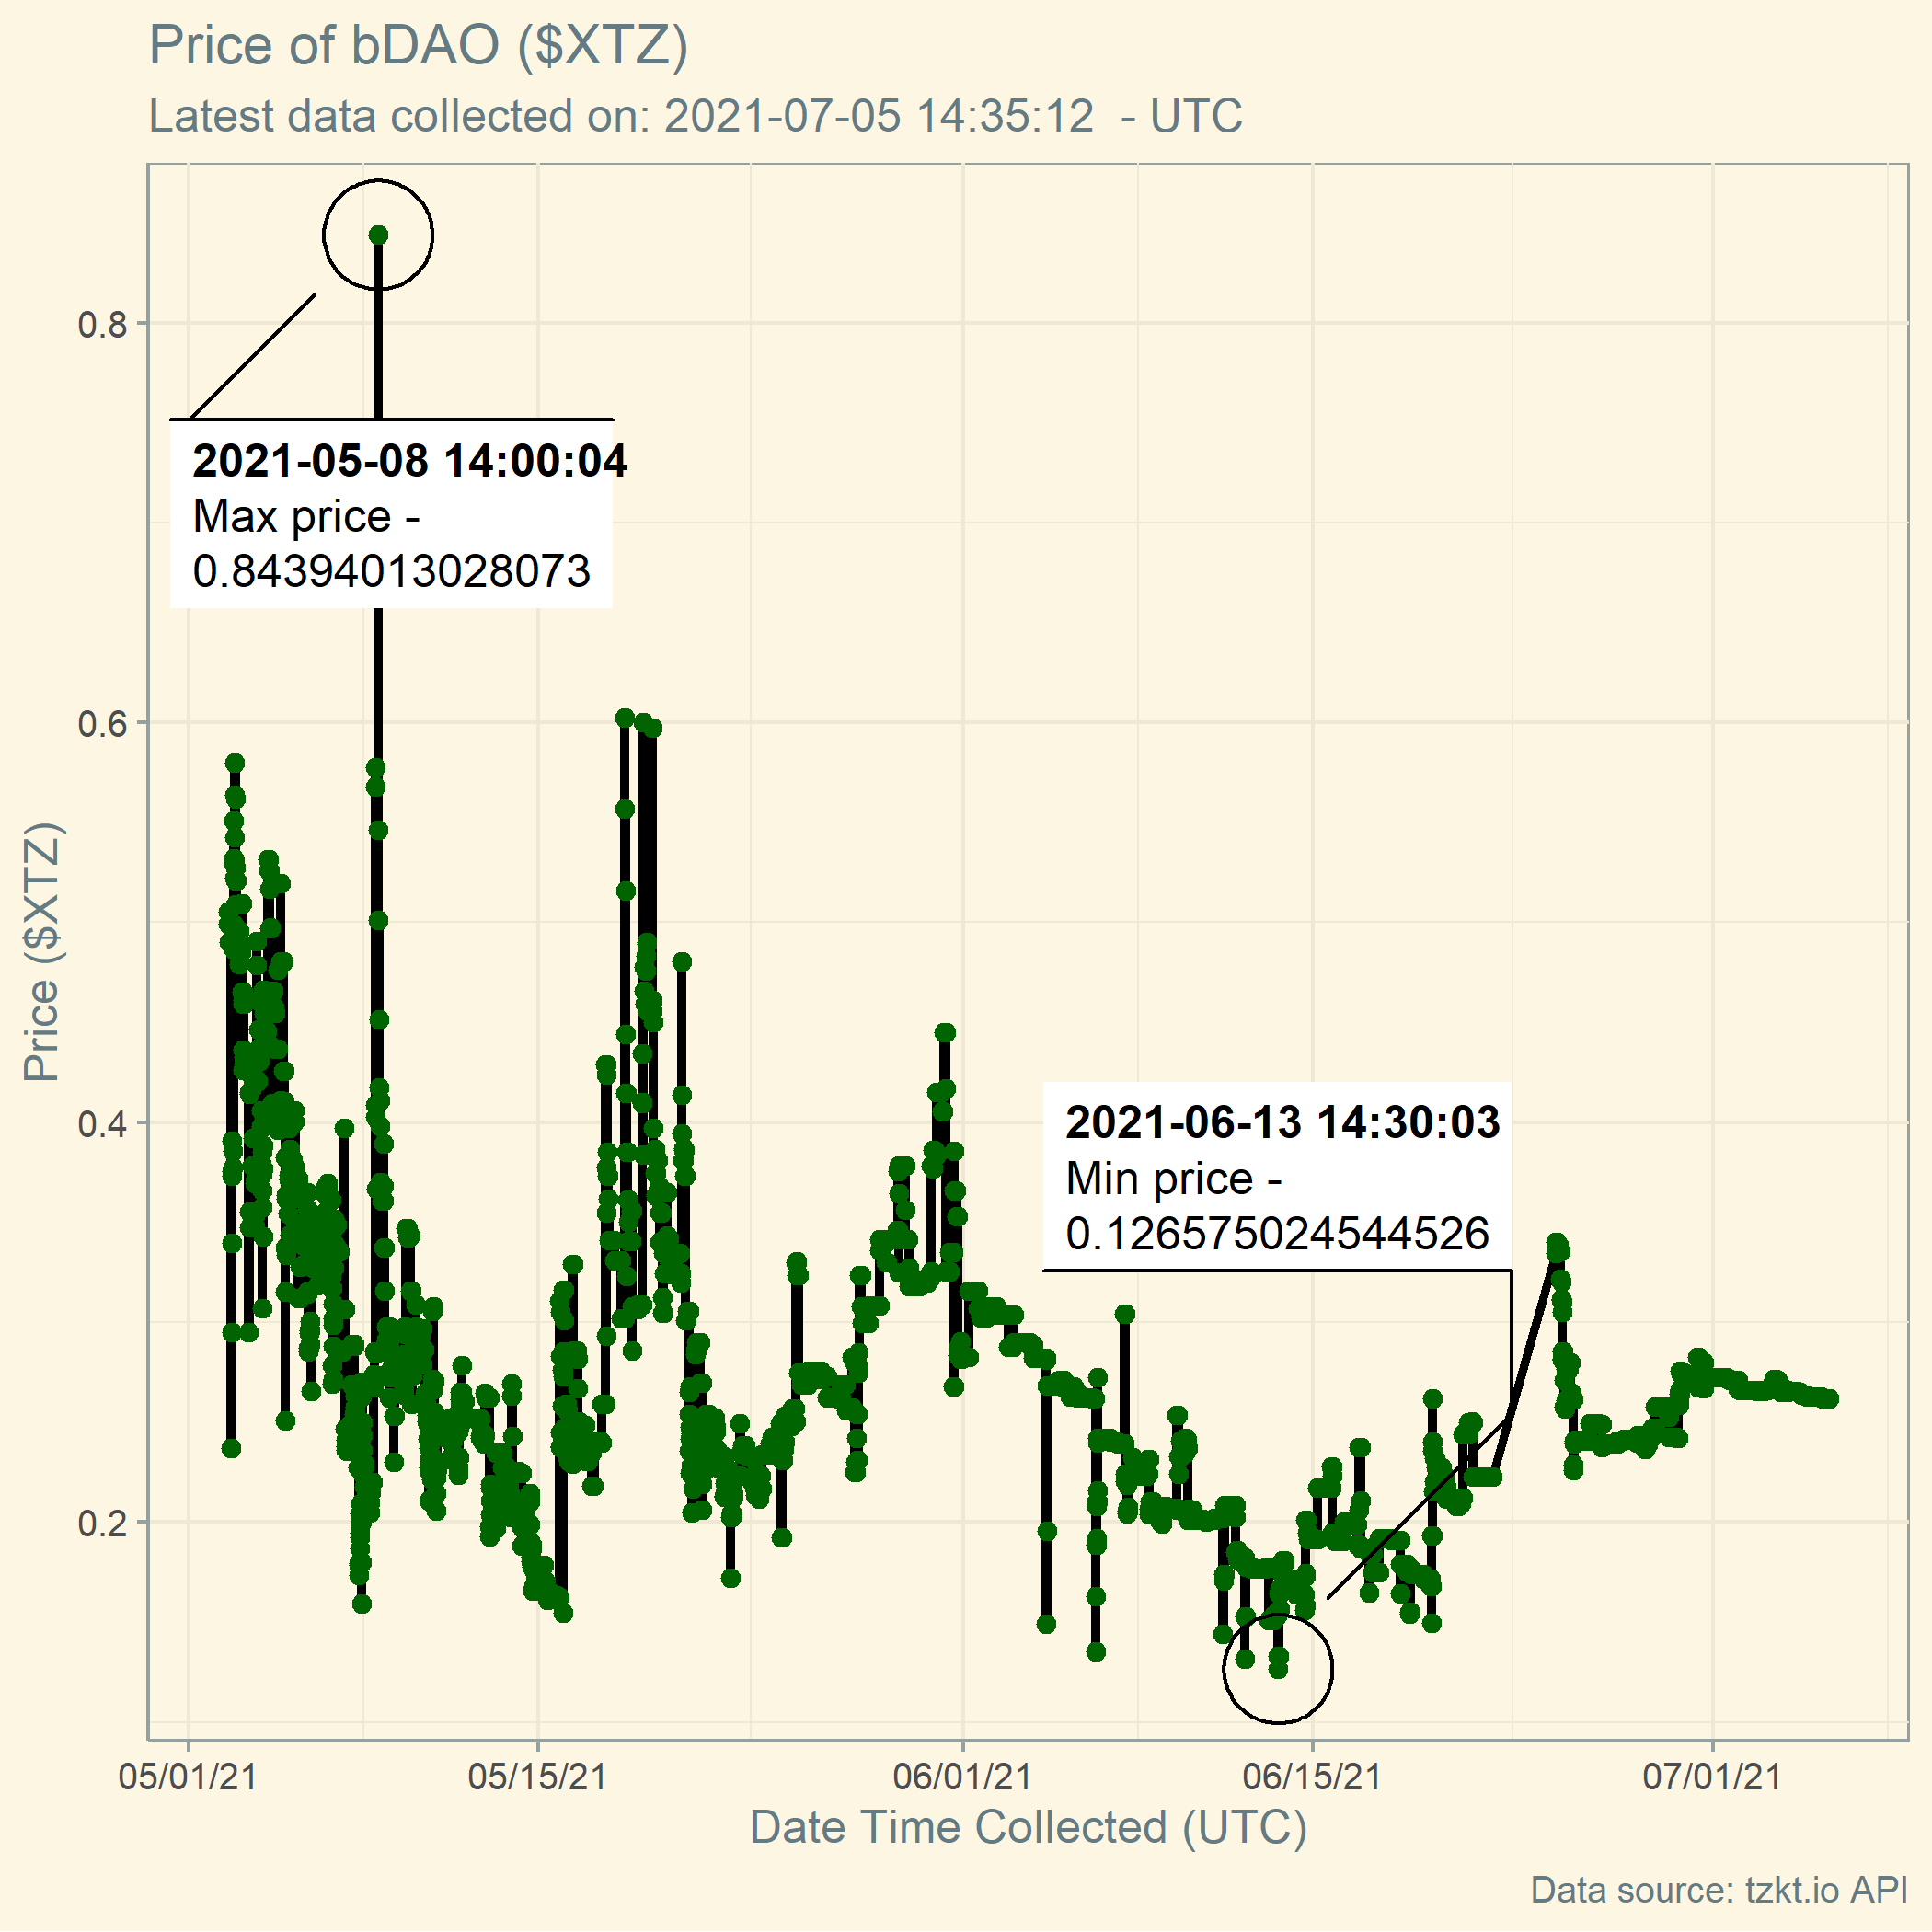 Price of bDAO ($XTZ)
Latest data collected on: 2021-07-05 14:35:12  - UTC
0.8
0.6
0.4
0.2
Price ($XTZ)
2021-05-08 14:00:04
Max price -
0.84394013028073
2021-06-13 14:30:03
Min price -
0.126575024544526
05/01/21 05/15/21 06/01/21 06/15/21 07/01/21
Date Time Collected (UTC)
Data source: tzkt.io API